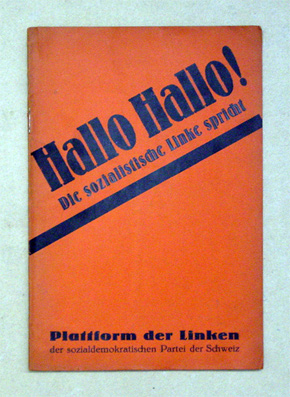 Hallo Hallo!
Die sozialistische Linke spricht
Plattform der Linken
der sozialdemokratischen Partei der Schweiz